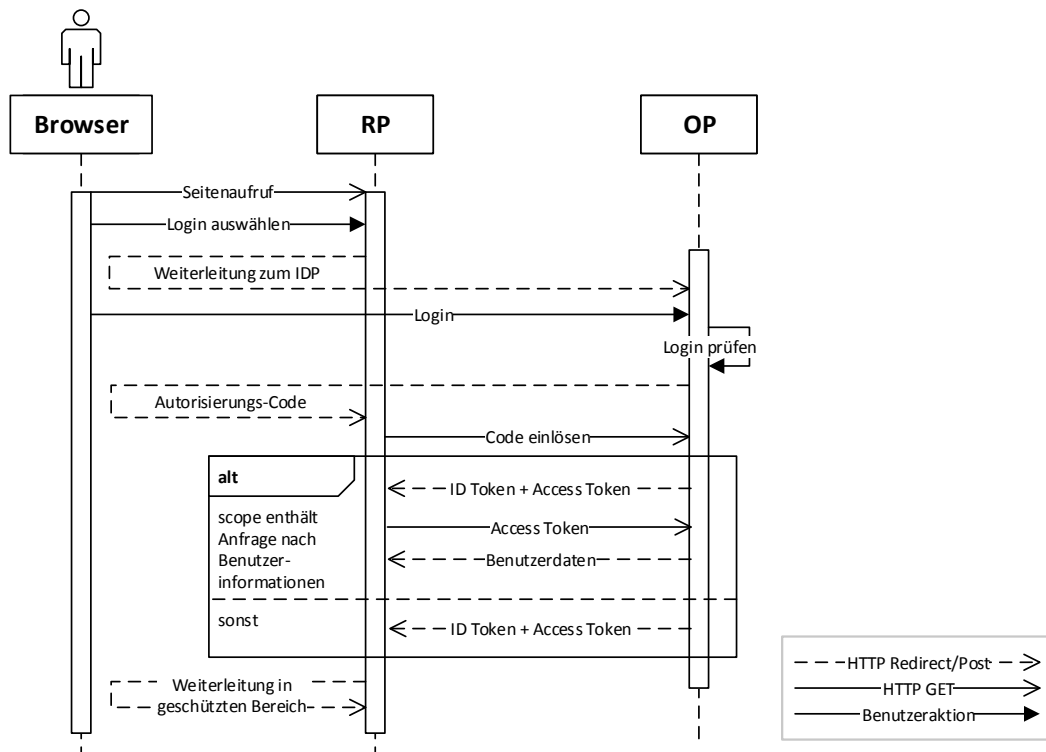 Browser
RP
OP
Seitenaufruf
Login auswählen
Weiterleitung zum IDP
Login
Login prüfen
Autorisierungs-Code
Code einlösen
alt
ID Token + Access Token
scope enthält
Anfrage nach
Benutzer-
informationen
Access Token
Benutzerdaten
sonst
ID Token + Access Token
Weiterleitung in
geschützten Bereich
HTTP Redirect/Post
HTTP GET
Benutzeraktion